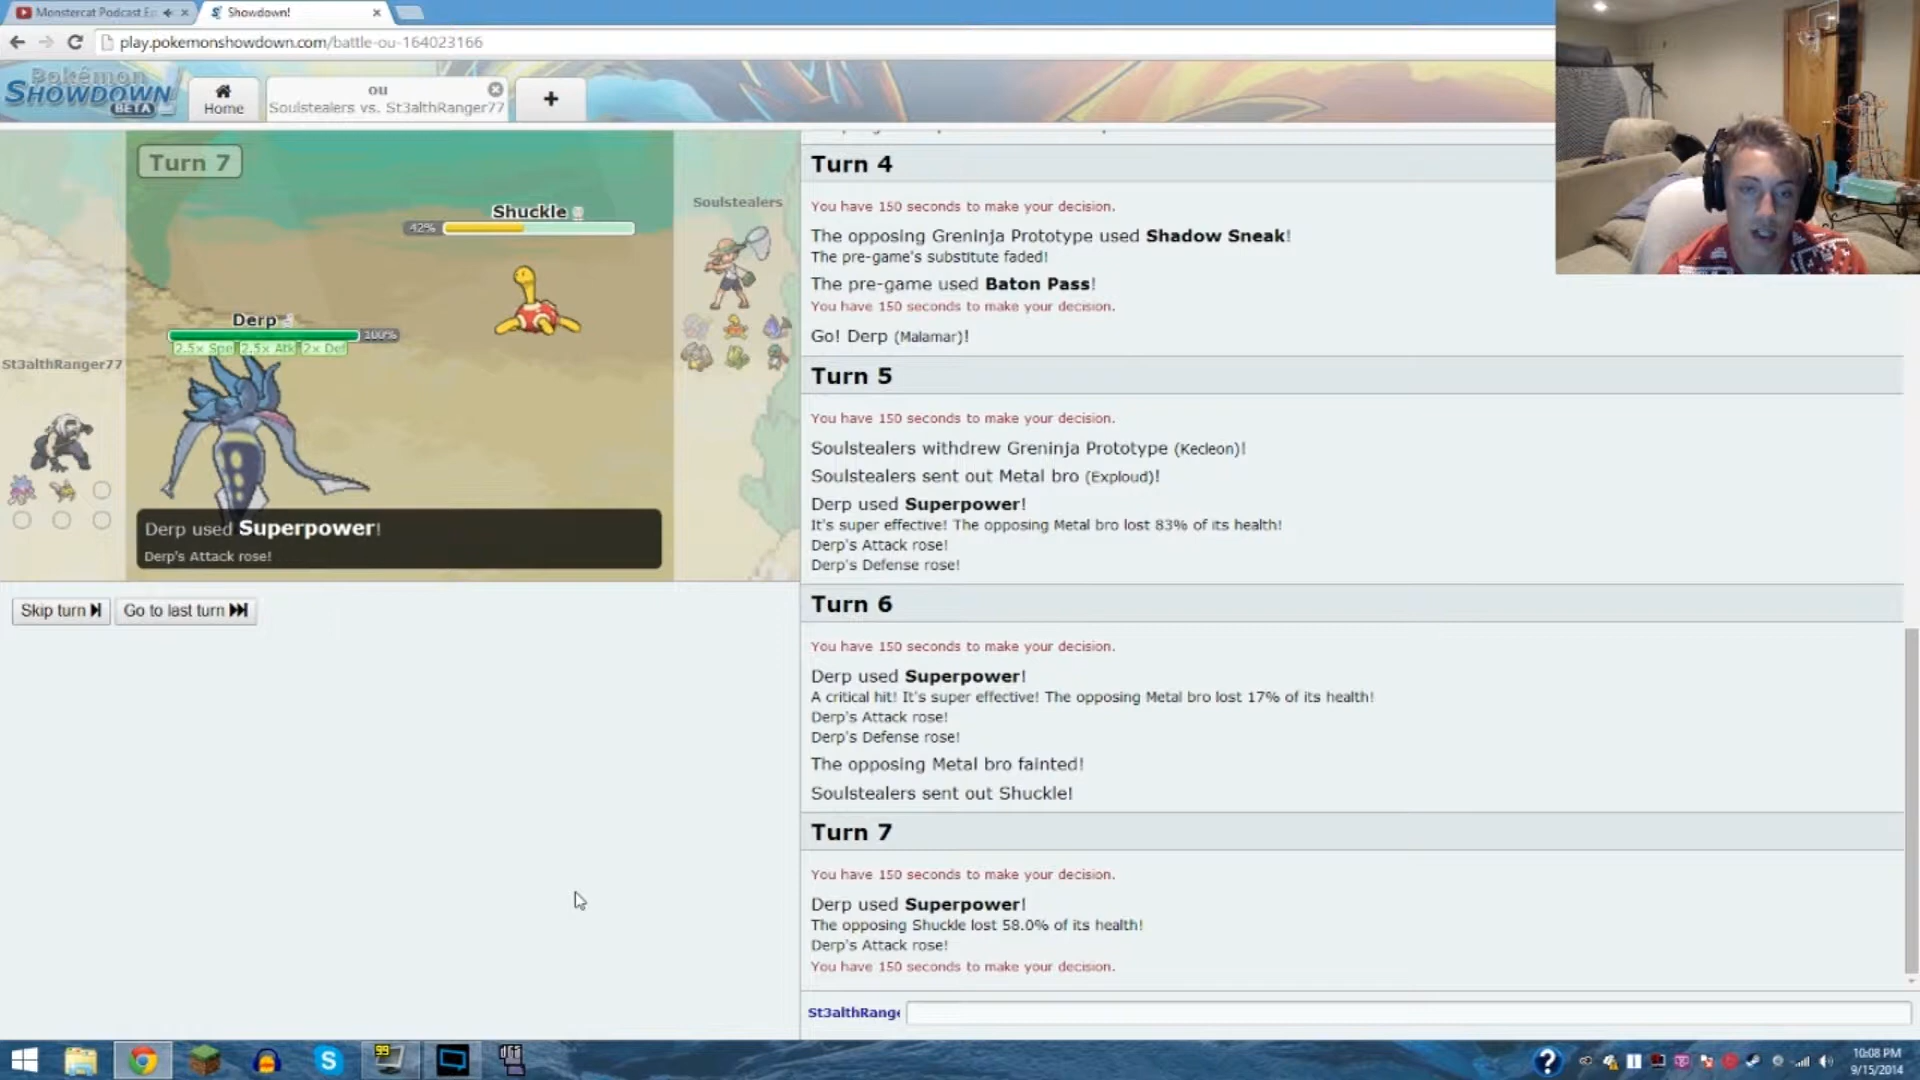 Monstercat Podcast E
Showdown!
play.pokemonshowdown.com/battle-ou-164023166
Pokémon
SHOWDOWN
BETA
Home
ou
Soulstealers vs. St3althRanger77
+
Turn 7
Shuckle
42%
Soulstealers
Derp
100%
2.5x Spe 2.5x Atk 2x Def
St3althRanger77
Derp used Superpower!
Derp's Attack rose!
Skip turn
Go to last turn
Turn 4
You have 150 seconds to make your decision.
The opposing Greninja Prototype used Shadow Sneak!
The pre-game's substitute faded!
The pre-game used Baton Pass!
You have 150 seconds to make your decision.
Go! Derp (Malamar)!
Turn 5
You have 150 seconds to make your decision.
Soulstealers withdrew Greninja Prototype (Kecleon)!
Soulstealers sent out Metal bro (Exploud)!
Derp used Superpower!
It's super effective! The opposing Metal bro lost 83% of its health!
Derp's Attack rose!
Derp's Defense rose!
Turn 6
You have 150 seconds to make your decision.
Derp used Superpower!
A critical hit! It's super effective! The opposing Metal bro lost 17% of its health!
Derp's Attack rose!
Derp's Defense rose!
The opposing Metal bro fainted!
Soulstealers sent out Shuckle!
Turn 7
You have 150 seconds to make your decision.
Derp used Superpower!
The opposing Shuckle lost 58.0% of its health!
Derp's Attack rose!
You have 150 seconds to make your decision.
St3althRange
99
10:08 PM
9/15/2014